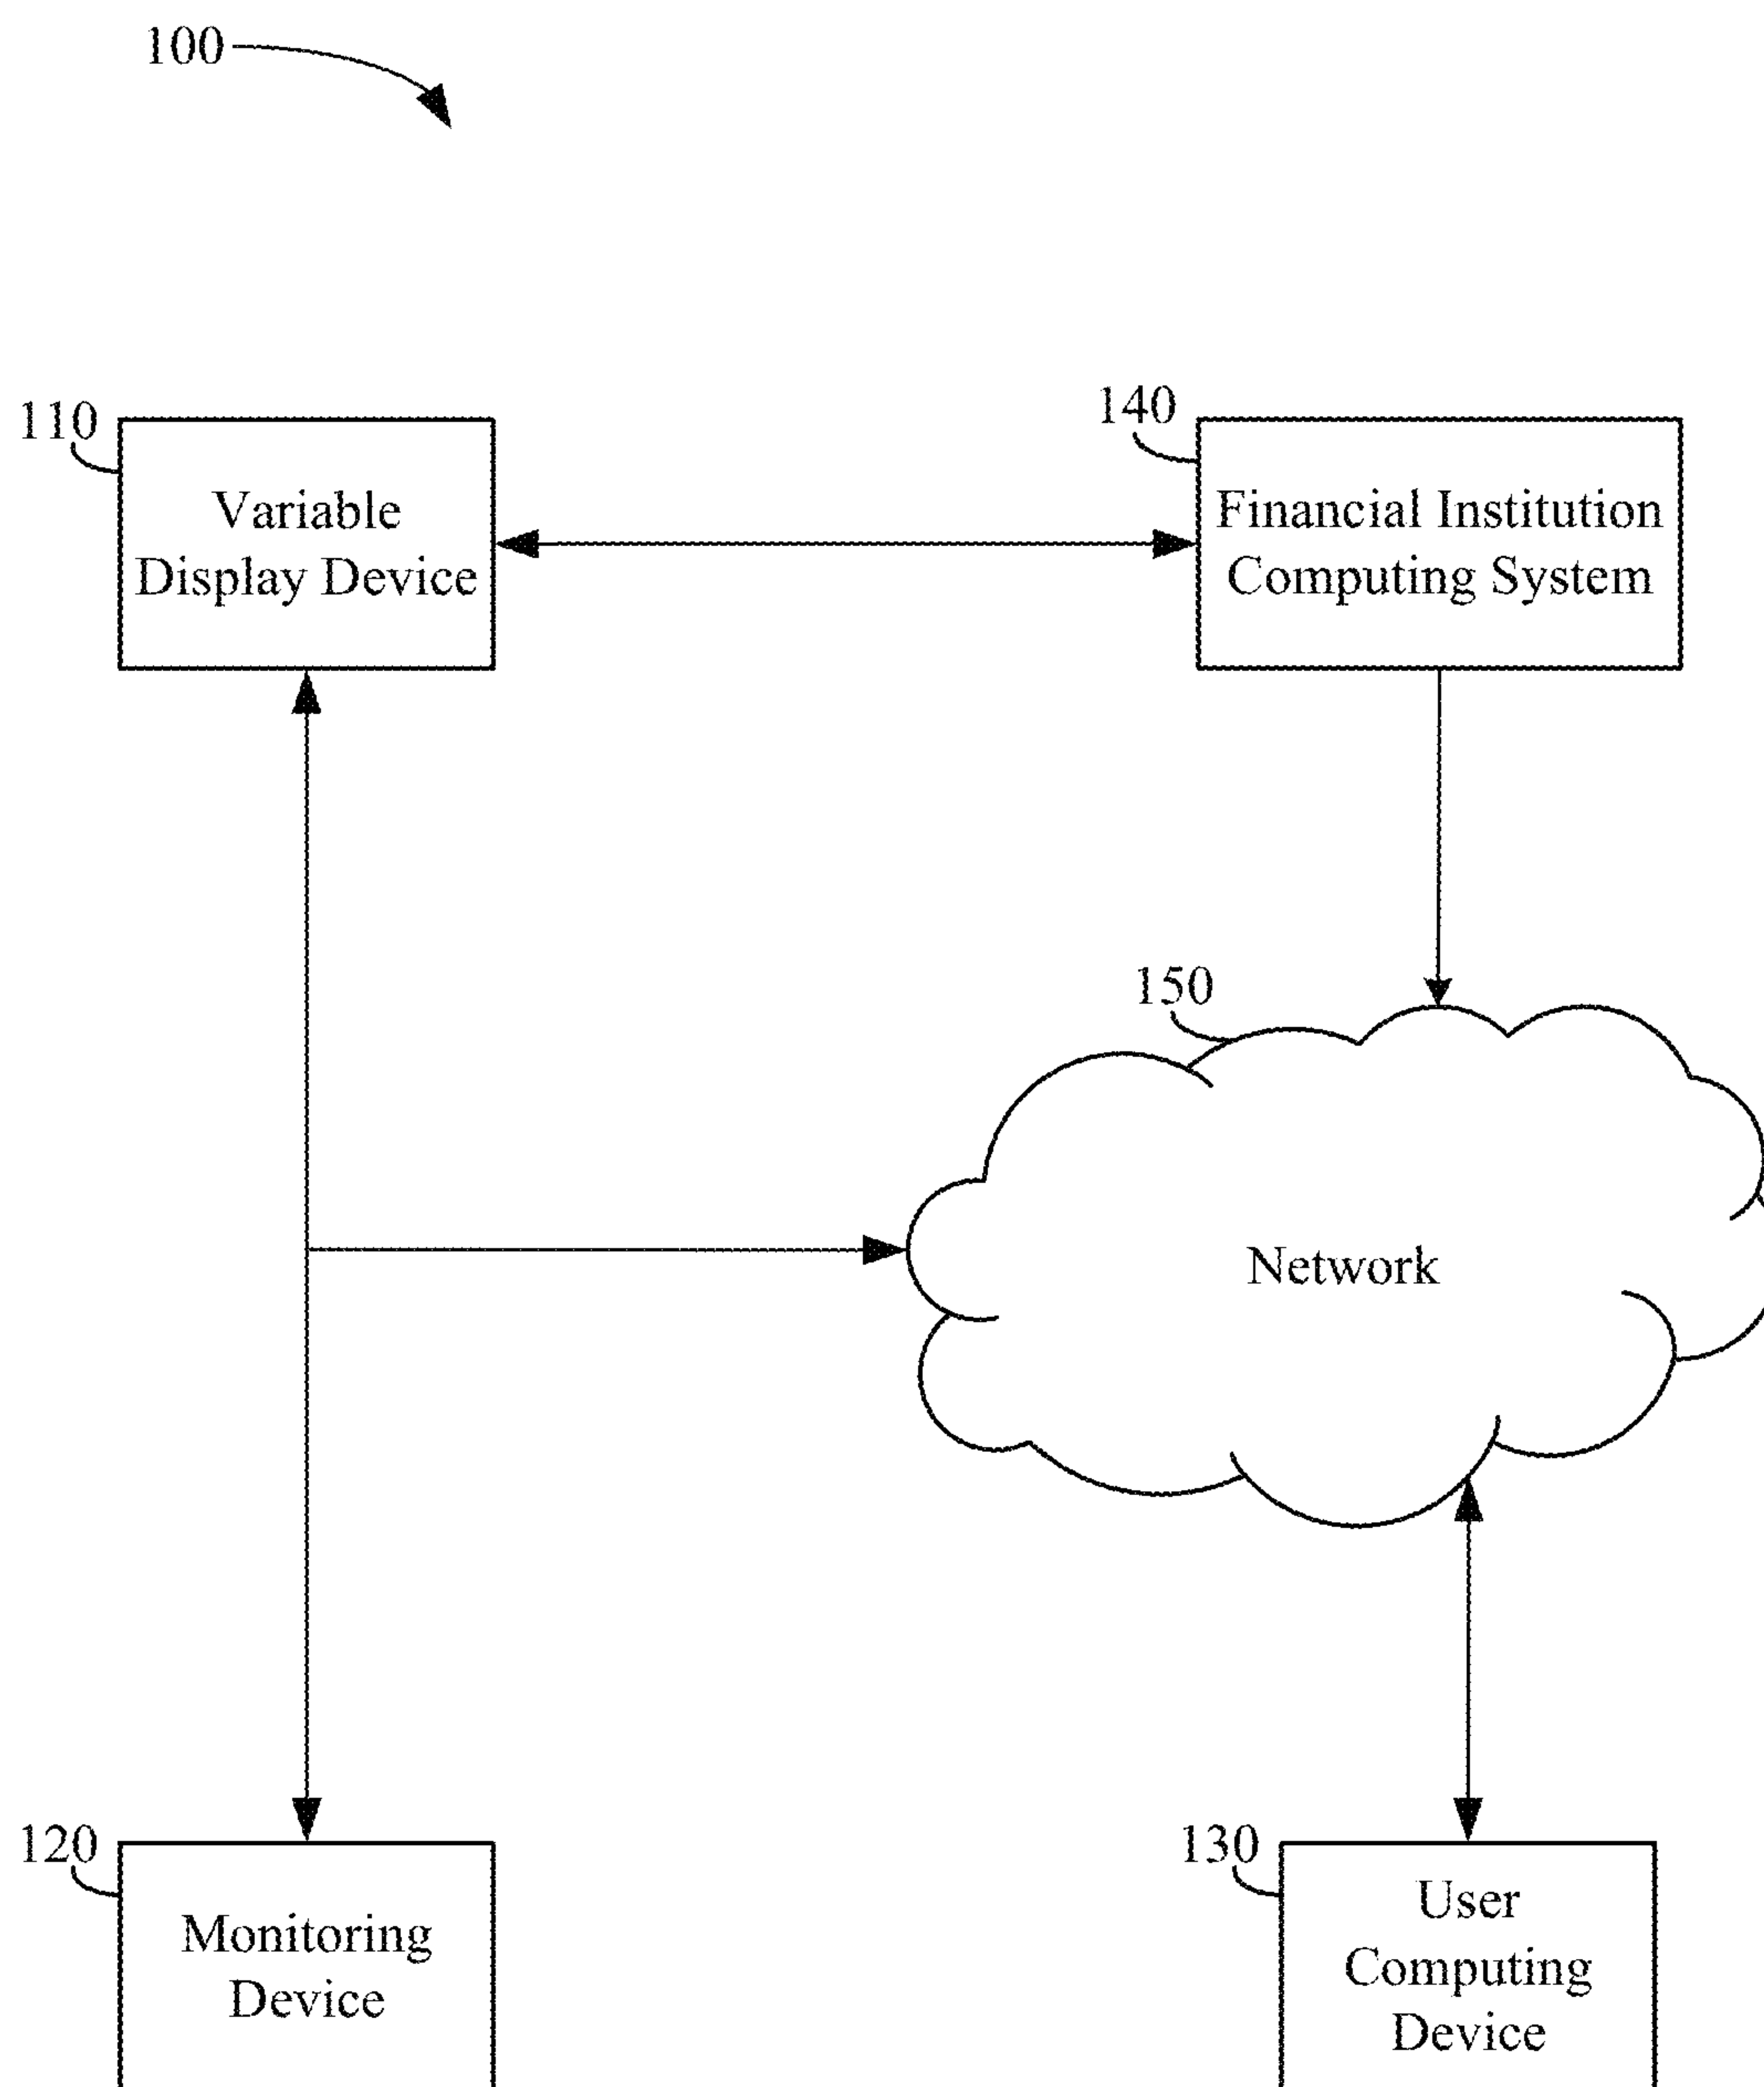 100
110
Variable
Display Device
140
Financial Institution
Computing System
150
Network
120
Monitoring
Device
130
User
Computing
Device